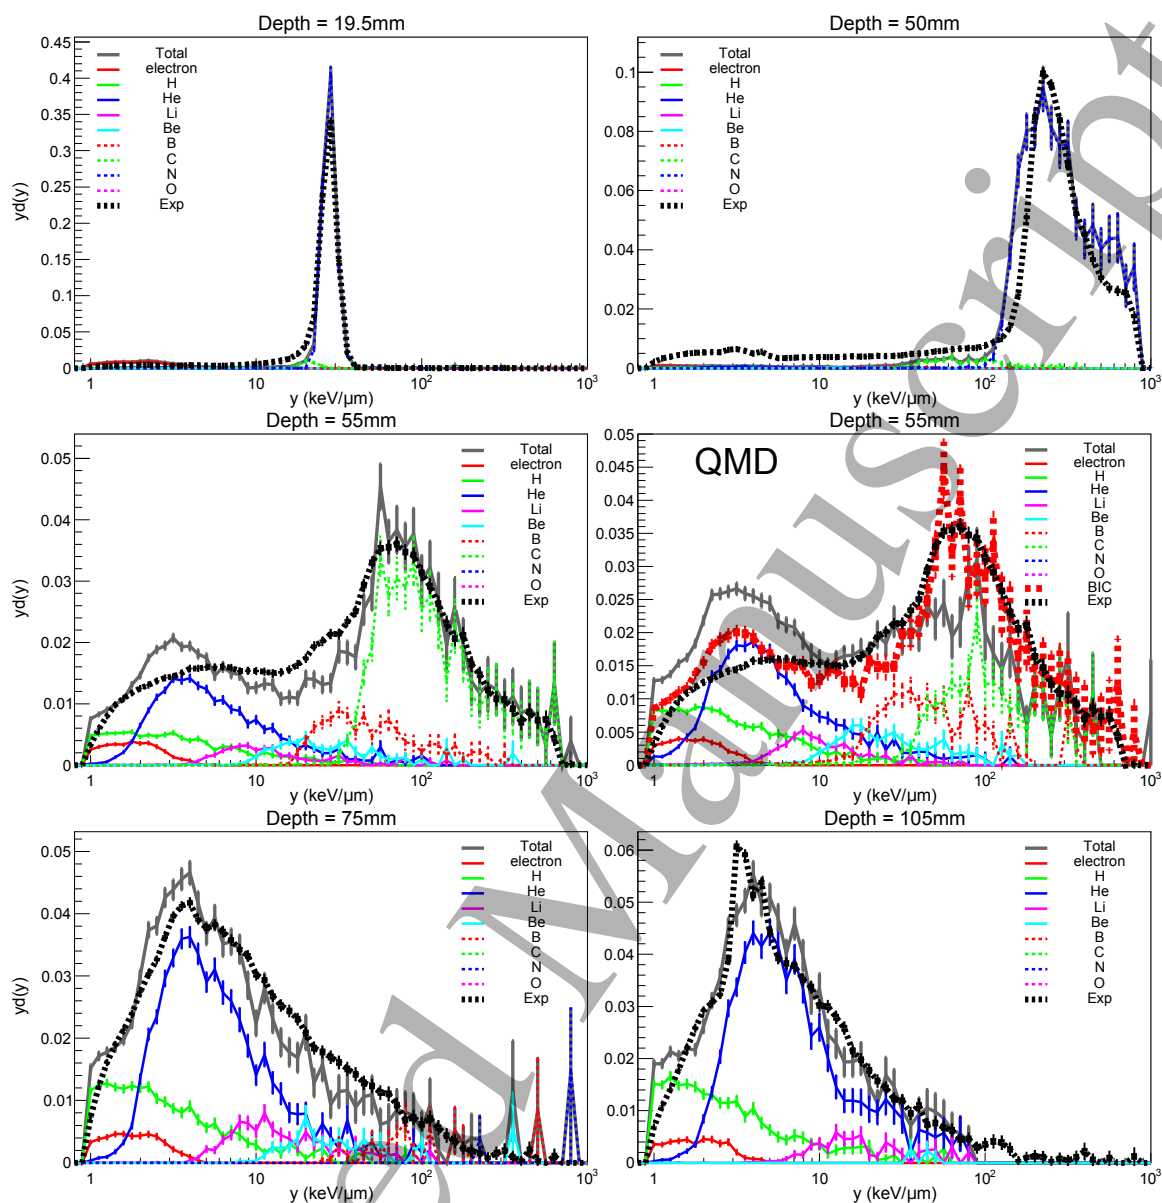 Depth = 19.5mm
yd(y)
0.45
0.4
0.35
0.3
0.25
0.2
0.15
0.1
0.05
0
Total
electron
H
He
Li
Be
B
C
N
O
Exp
1
10
10²
10³
y (keV/μm)
Depth = 50mm
0.1
0.08
0.06
0.04
0.02
0
Total
electron
H
He
Li
Be
B
C
N
O
Exp
1
10
10²
10³
y (keV/μm)
Depth = 55mm
yd(y)
0.05
0.04
0.03
0.02
0.01
0
Total
electron
H
He
Li
Be
B
C
N
O
Exp
1
10
10²
10³
y (keV/μm)
Depth = 55mm
QMD
0.05
0.045
0.04
0.035
0.03
0.025
0.02
0.015
0.01
0.005
0
Total
electron
H
He
Li
Be
B
C
N
O
BIC
Exp
1
10
10²
10³
y (keV/μm)
Depth = 75mm
yd(y)
0.05
0.04
0.03
0.02
0.01
0
Total
electron
H
He
Li
Be
B
C
N
O
Exp
1
10
10²
10³
y (keV/μm)
Depth = 105mm
0.06
0.05
0.04
0.03
0.02
0.01
0
Total
electron
H
He
Li
Be
B
C
N
O
Exp
1
10
10²
10³
y (keV/μm)
ed Manuscript